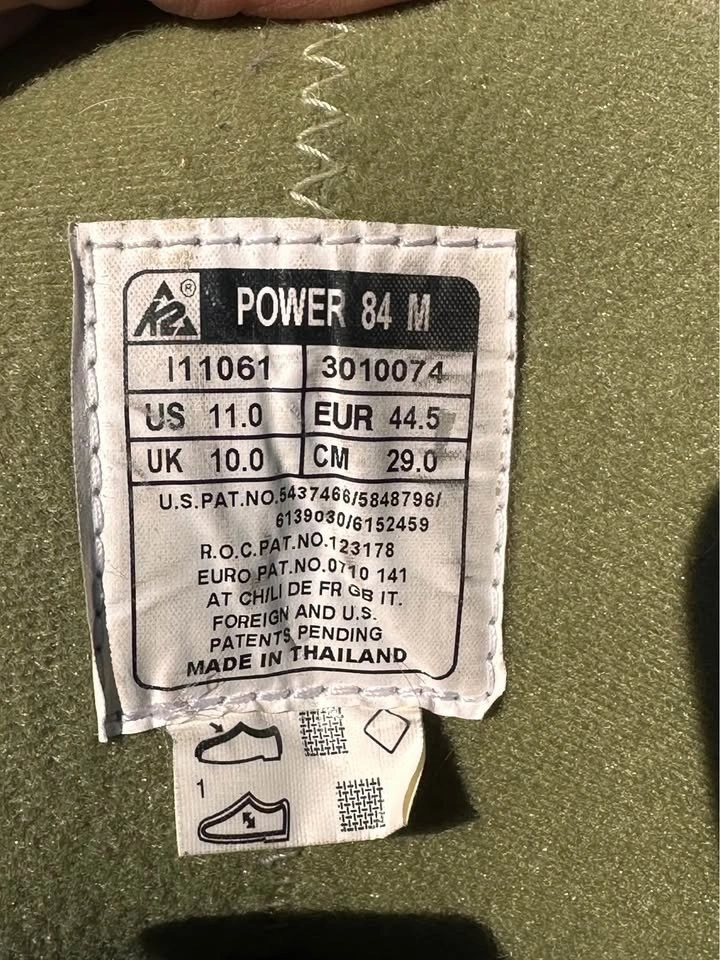 K2® POWER 84 M
I11061 3010074
US 11.0 EUR 44.5
UK 10.0 CM 29.0
U.S.PAT.NO.5437466/5848796/
6139030/6152459
R.O.C.PAT.NO.123178
EURO PAT.NO.0710 141
AT CH/LI DE FR GB IT.
FOREIGN AND U.S.
PATENTS PENDING
MADE IN THAILAND
1